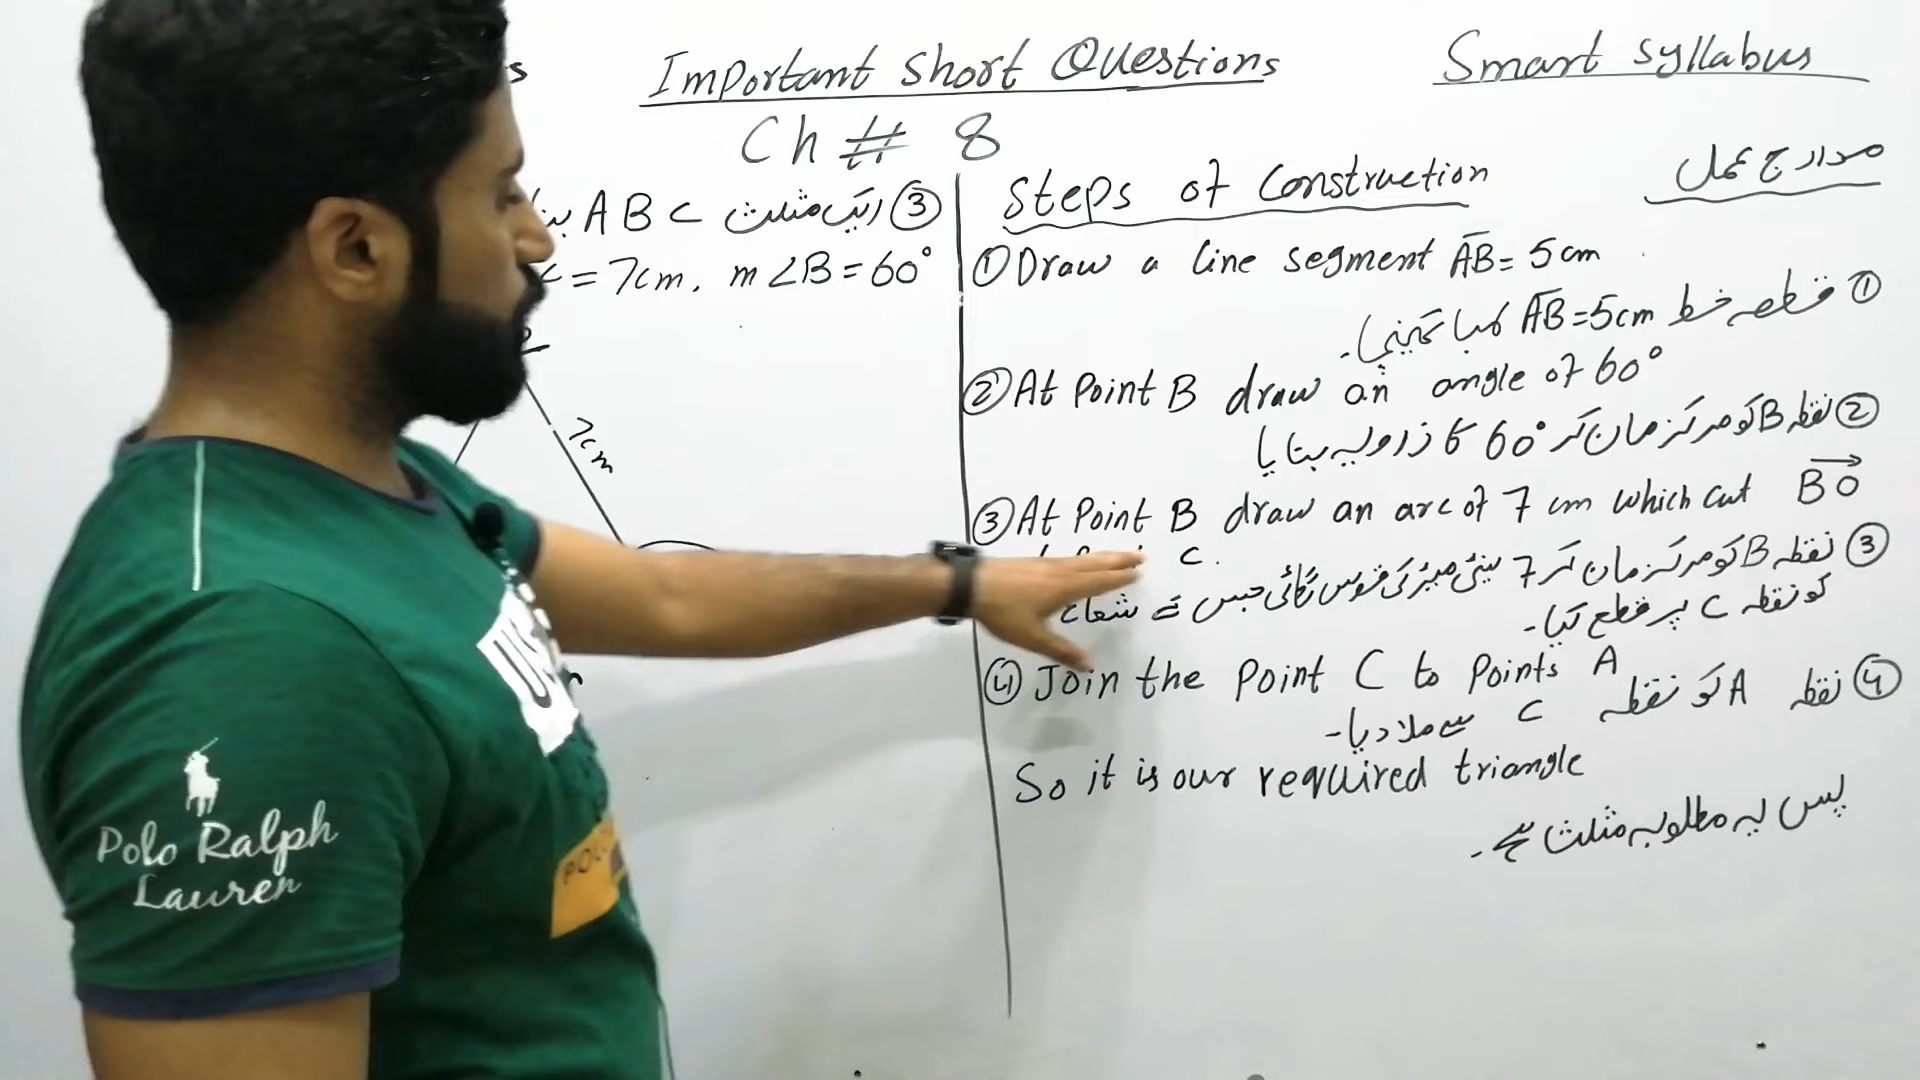 Important Short Questions
Smart Syllabus
Ch # 8
③ ایک مثلث A B C
= 7cm, m∠B = 60°
7cm
Steps of Construction
مدارج عمل
① Draw a line segment AB̅ = 5cm
① قطعہ خط AB̅ = 5cm لمبا کھینچا۔
② At Point B draw an angle of 60°
② نقطہ B کو مرکز مان کر 60° کا زاویہ بنایا
③ At Point B draw an arc of 7 cm which cut BO→
C.
③ نقطہ B کو مرکز مان کر 7 سینٹی میٹر کی قوس لگائی جس نے شعاع
کو نقطہ C پر قطع کیا۔
④ Join the Point C to Points A
④ نقطہ A کو نقطہ C
سے ملا دیا۔
So it is our required triangle
پس یہ مطلوبہ مثلث ہے۔
US
Polo Ralph
Lauren